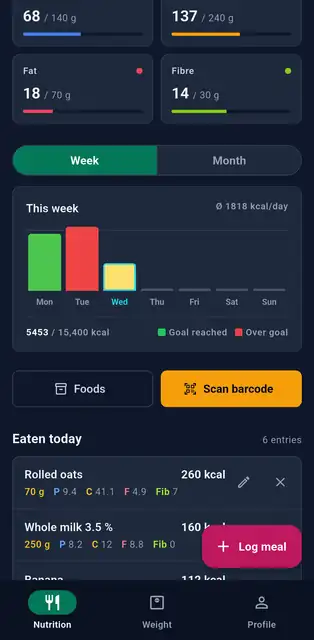 68 / 140 g
137 / 240 g
Fat
18 / 70 g
Fibre
14 / 30 g
Week
Month
This week
Ø 1818 kcal/day
Mon Tue Wed Thu Fri Sat Sun
5453 / 15,400 kcal
Goal reached
Over goal
Foods
Scan barcode
Eaten today
6 entries
Rolled oats
260 kcal
70 g P 9.4 C 41.1 F 4.9 Fib 7
Whole milk 3.5 %
160 kcal
250 g P 8.2 C 12 F 8.8 Fib 0
+ Log meal
Banana
112 kcal
Nutrition
Weight
Profile